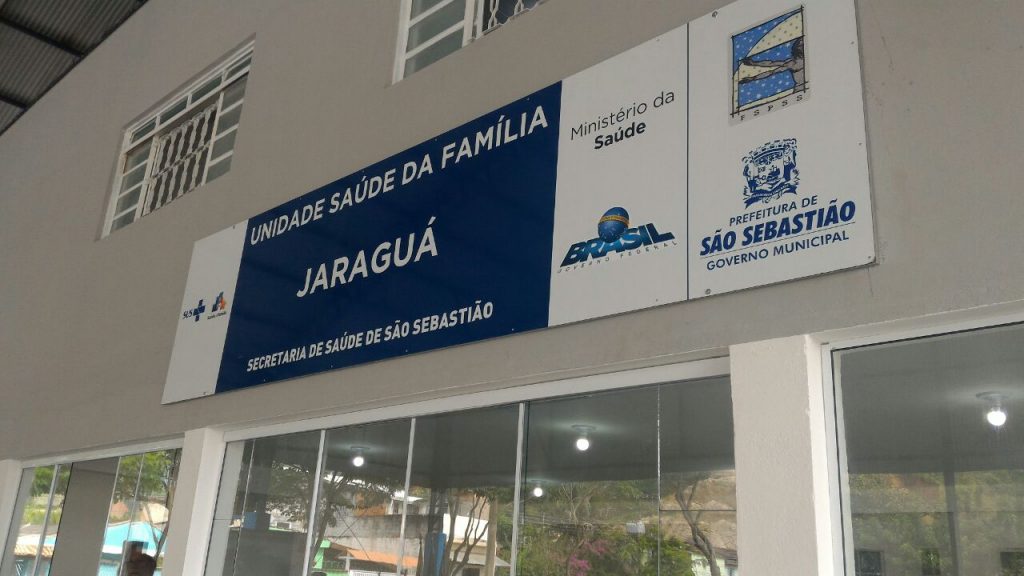 SUS
UNIDADE SAÚDE DA FAMÍLIA
JARAGUÁ
SECRETARIA DE SAÚDE DE SÃO SEBASTIÃO
Ministério da
Saúde
BRASIL
GOVERNO FEDERAL
FSPSS
PREFEITURA DE
SÃO SEBASTIÃO
GOVERNO MUNICIPAL